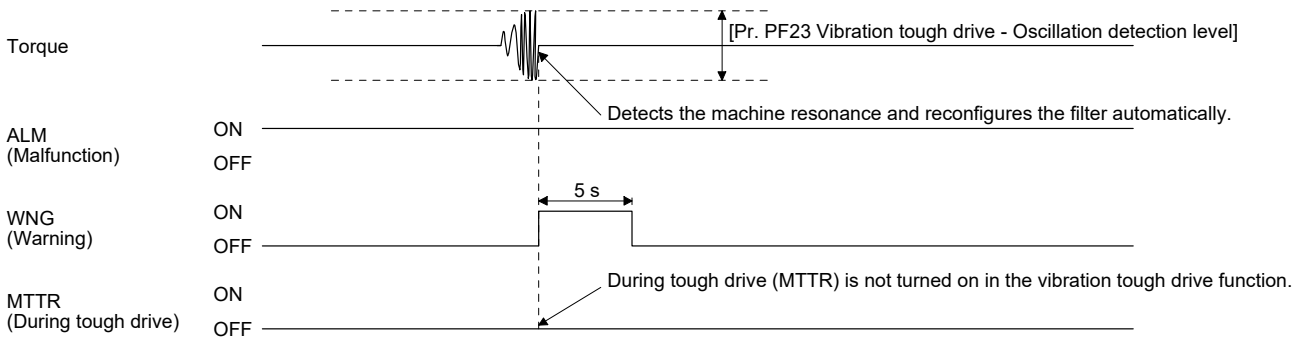 Torque
[Pr. PF23 Vibration tough drive - Oscillation detection level]
Detects the machine resonance and reconfigures the filter automatically.
ALM
(Malfunction)
ON
OFF
WNG
(Warning)
ON
OFF
5 s
During tough drive (MTTR) is not turned on in the vibration tough drive function.
MTTR
(During tough drive)
ON
OFF